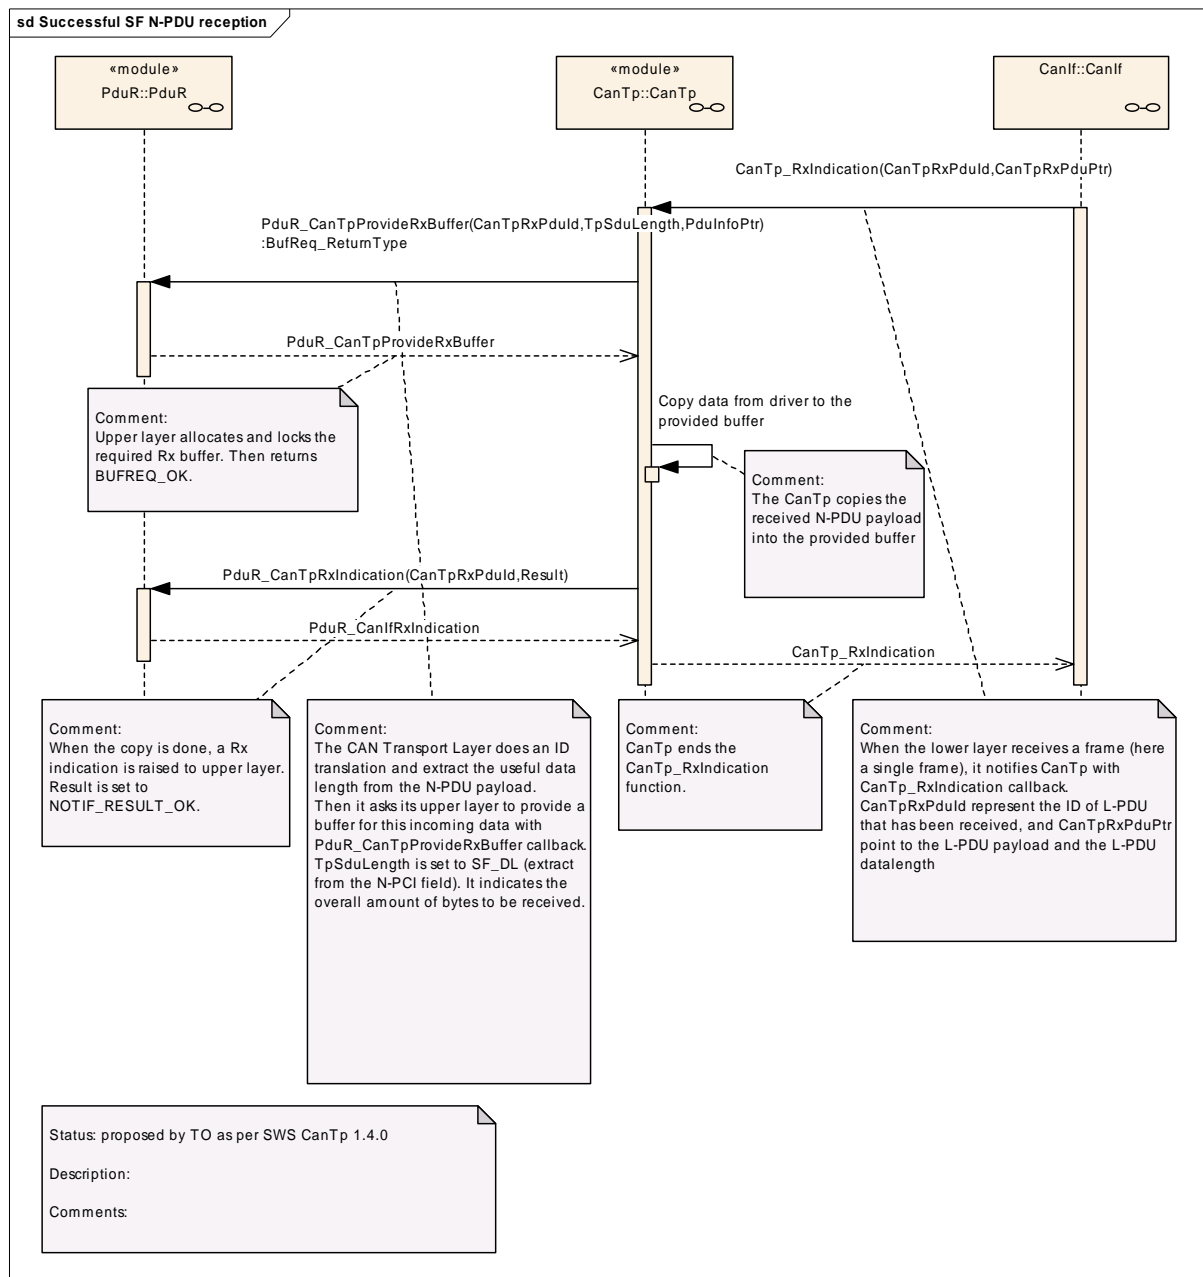 sd Successful SF N-PDU reception
«module»
PduR::PduR
«module»
CanTp::CanTp
CanIf::CanIf
CanTp_RxIndication(CanTpRxPduId,CanTpRxPduPtr)
PduR_CanTpProvideRxBuffer(CanTpRxPduId,TpSduLength,PduInfoPtr)
:BufReq_ReturnType
PduR_CanTpProvideRxBuffer
Comment:
Upper layer allocates and locks the
required Rx buffer. Then returns
BUFREQ_OK.
Copy data from driver to the
provided buffer
Comment:
The CanTp copies the
received N-PDU payload
into the provided buffer
PduR_CanTpRxIndication(CanTpRxPduId,Result)
PduR_CanIfRxIndication
CanTp_RxIndication
Comment:
When the copy is done, a Rx
indication is raised to upper layer.
Result is set to
NOTIF_RESULT_OK.
Comment:
The CAN Transport Layer does an ID
translation and extract the useful data
length from the N-PDU payload.
Then it asks its upper layer to provide a
buffer for this incoming data with
PduR_CanTpProvideRxBuffer callback.
TpSduLength is set to SF_DL (extract
from the N-PCI field). It indicates the
overall amount of bytes to be received.
Comment:
CanTp ends the
CanTp_RxIndication
function.
Comment:
When the lower layer receives a frame (here
a single frame), it notifies CanTp with
CanTp_RxIndication callback.
CanTpRxPduId represent the ID of L-PDU
that has been received, and CanTpRxPduPtr
point to the L-PDU payload and the L-PDU
datalength
Status: proposed by TO as per SWS CanTp 1.4.0
Description:
Comments: